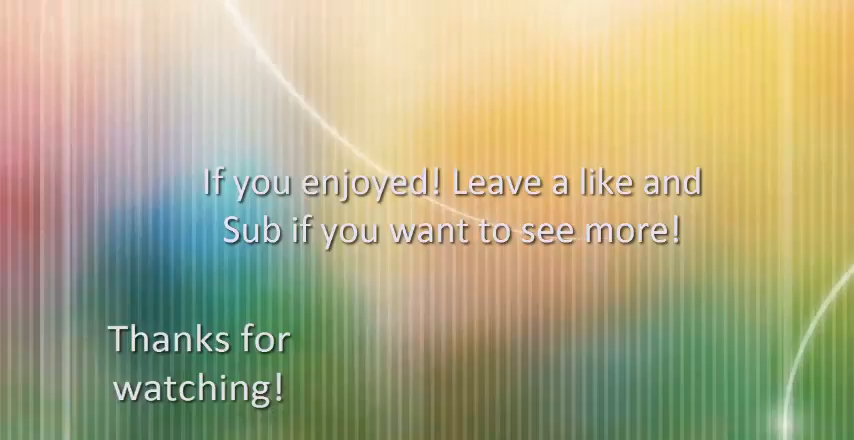 If you enjoyed! Leave a like and
Sub if you want to see more!
Thanks for
watching!